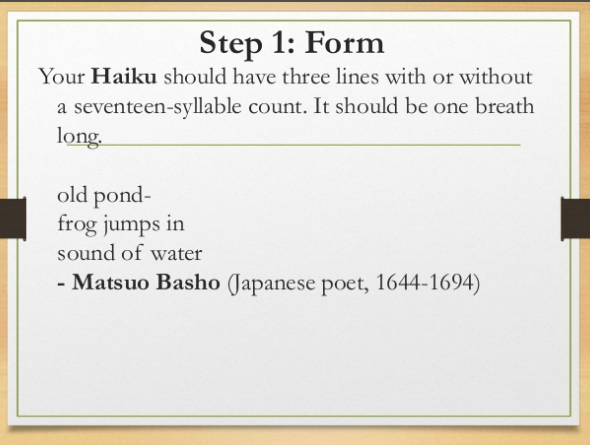 Step 1: Form
Your Haiku should have three lines with or without
a seventeen-syllable count. It should be one breath
long.
old pond-
frog jumps in
sound of water
- Matsuo Basho (Japanese poet, 1644-1694)